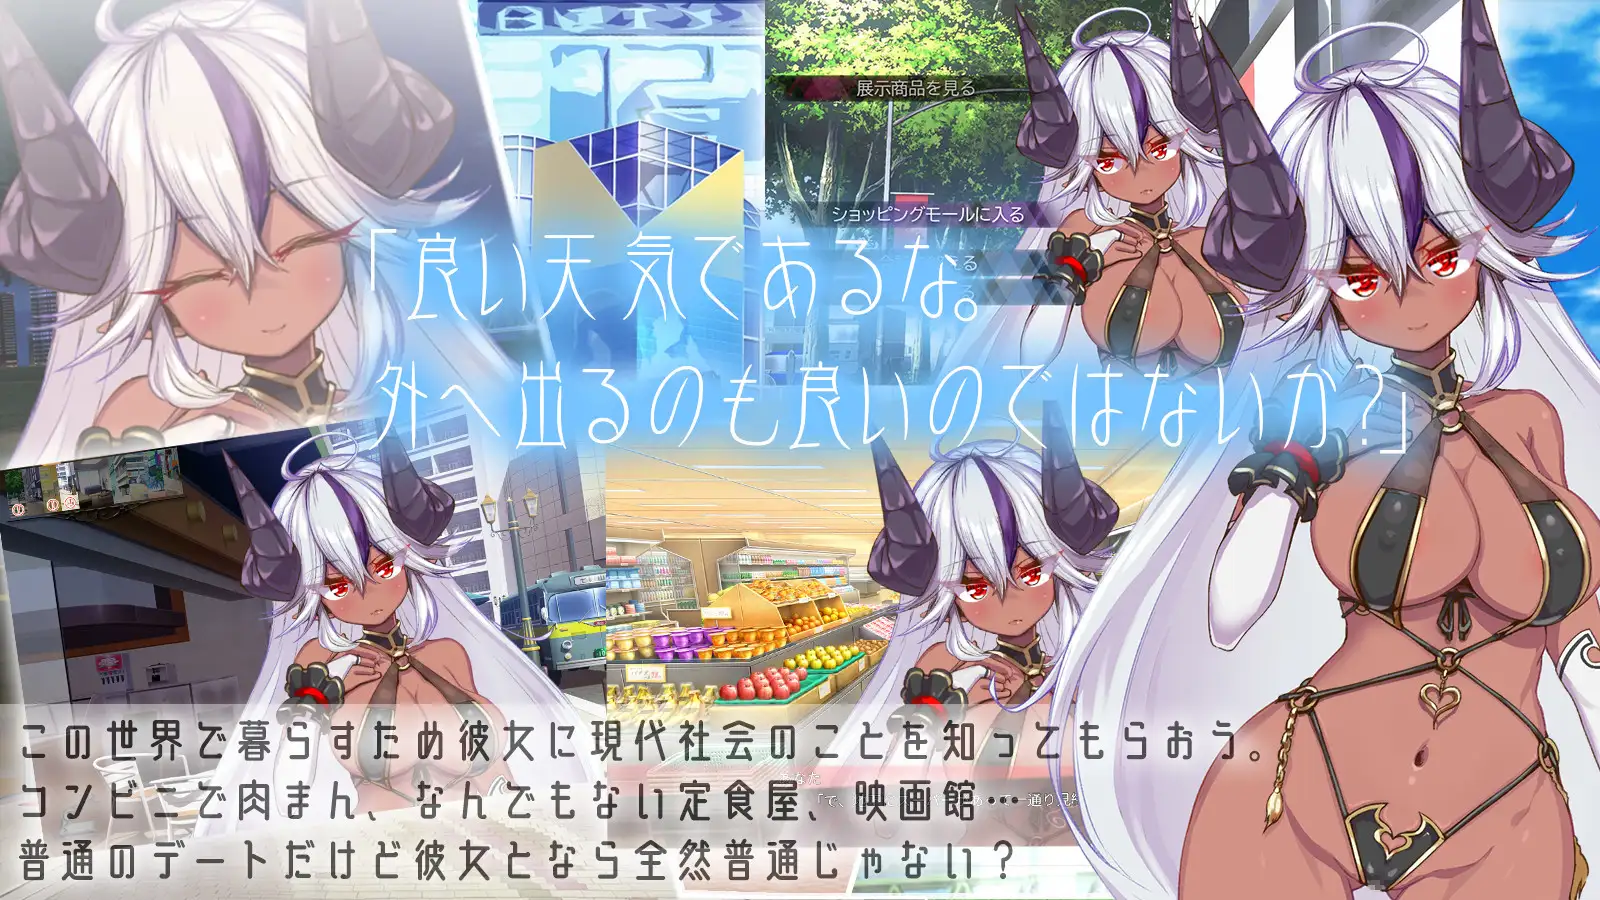 展示商品を見る
ショッピングモールに入る
「良い天気であるな。
外へ出るのも良いのではないか?」
この世界で暮らすため彼女に現代社会のことを知ってもらおう。
コンビニで肉まん、なんでもない定食屋、映画館・・・
普通のデートだけど彼女となら全然普通じゃない?